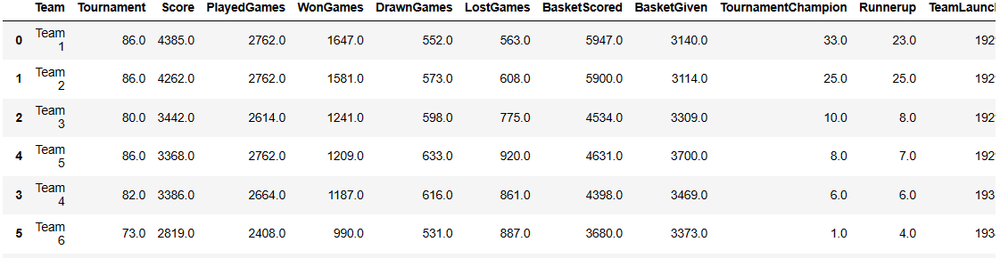 Team Tournament Score PlayedGames WonGames DrawnGames LostGames BasketScored BasketGiven TournamentChampion Runnerup TeamLaunc
0 Team 1 86.0 4385.0 2762.0 1647.0 552.0 563.0 5947.0 3140.0 33.0 23.0 192
1 Team 2 86.0 4262.0 2762.0 1581.0 573.0 608.0 5900.0 3114.0 25.0 25.0 192
2 Team 3 80.0 3442.0 2614.0 1241.0 598.0 775.0 4534.0 3309.0 10.0 8.0 192
4 Team 5 86.0 3368.0 2762.0 1209.0 633.0 920.0 4631.0 3700.0 8.0 7.0 192
3 Team 4 82.0 3386.0 2664.0 1187.0 616.0 861.0 4398.0 3469.0 6.0 6.0 193
5 Team 6 73.0 2819.0 2408.0 990.0 531.0 887.0 3680.0 3373.0 1.0 4.0 193